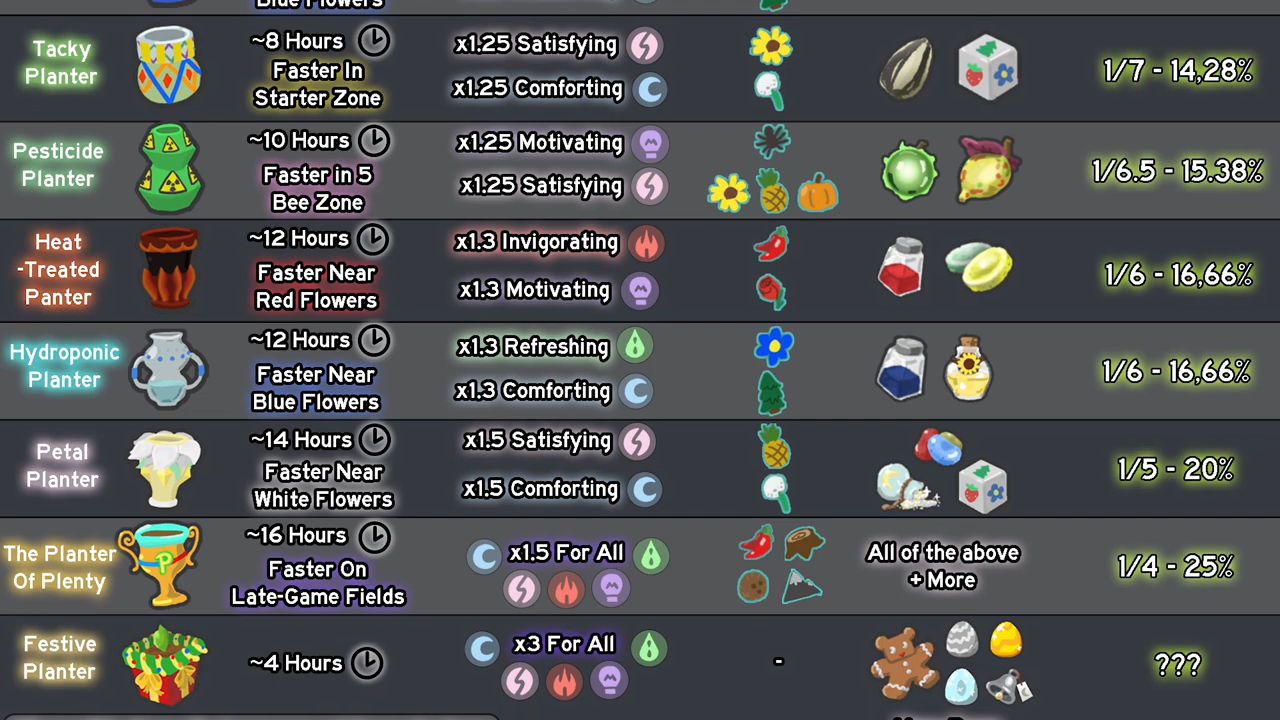 Blue Flowers
Tacky
Planter
~8 Hours
Faster In
Starter Zone
x1.25 Satisfying
x1.25 Comforting
1/7 - 14,28%
Pesticide
Planter
~10 Hours
Faster in 5
Bee Zone
x1.25 Motivating
x1.25 Satisfying
1/6.5 - 15.38%
Heat
-Treated
Panter
~12 Hours
Faster Near
Red Flowers
x1.3 Invigorating
x1.3 Motivating
1/6 - 16,66%
Hydroponic
Planter
~12 Hours
Faster Near
Blue Flowers
x1.3 Refreshing
x1.3 Comforting
1/6 - 16,66%
Petal
Planter
~14 Hours
Faster Near
White Flowers
x1.5 Satisfying
x1.5 Comforting
1/5 - 20%
The Planter
Of Plenty
~16 Hours
Faster On
Late-Game Fields
P
x1.5 For All
All of the above
+ More
1/4 - 25%
Festive
Planter
~4 Hours
x3 For All
-
???